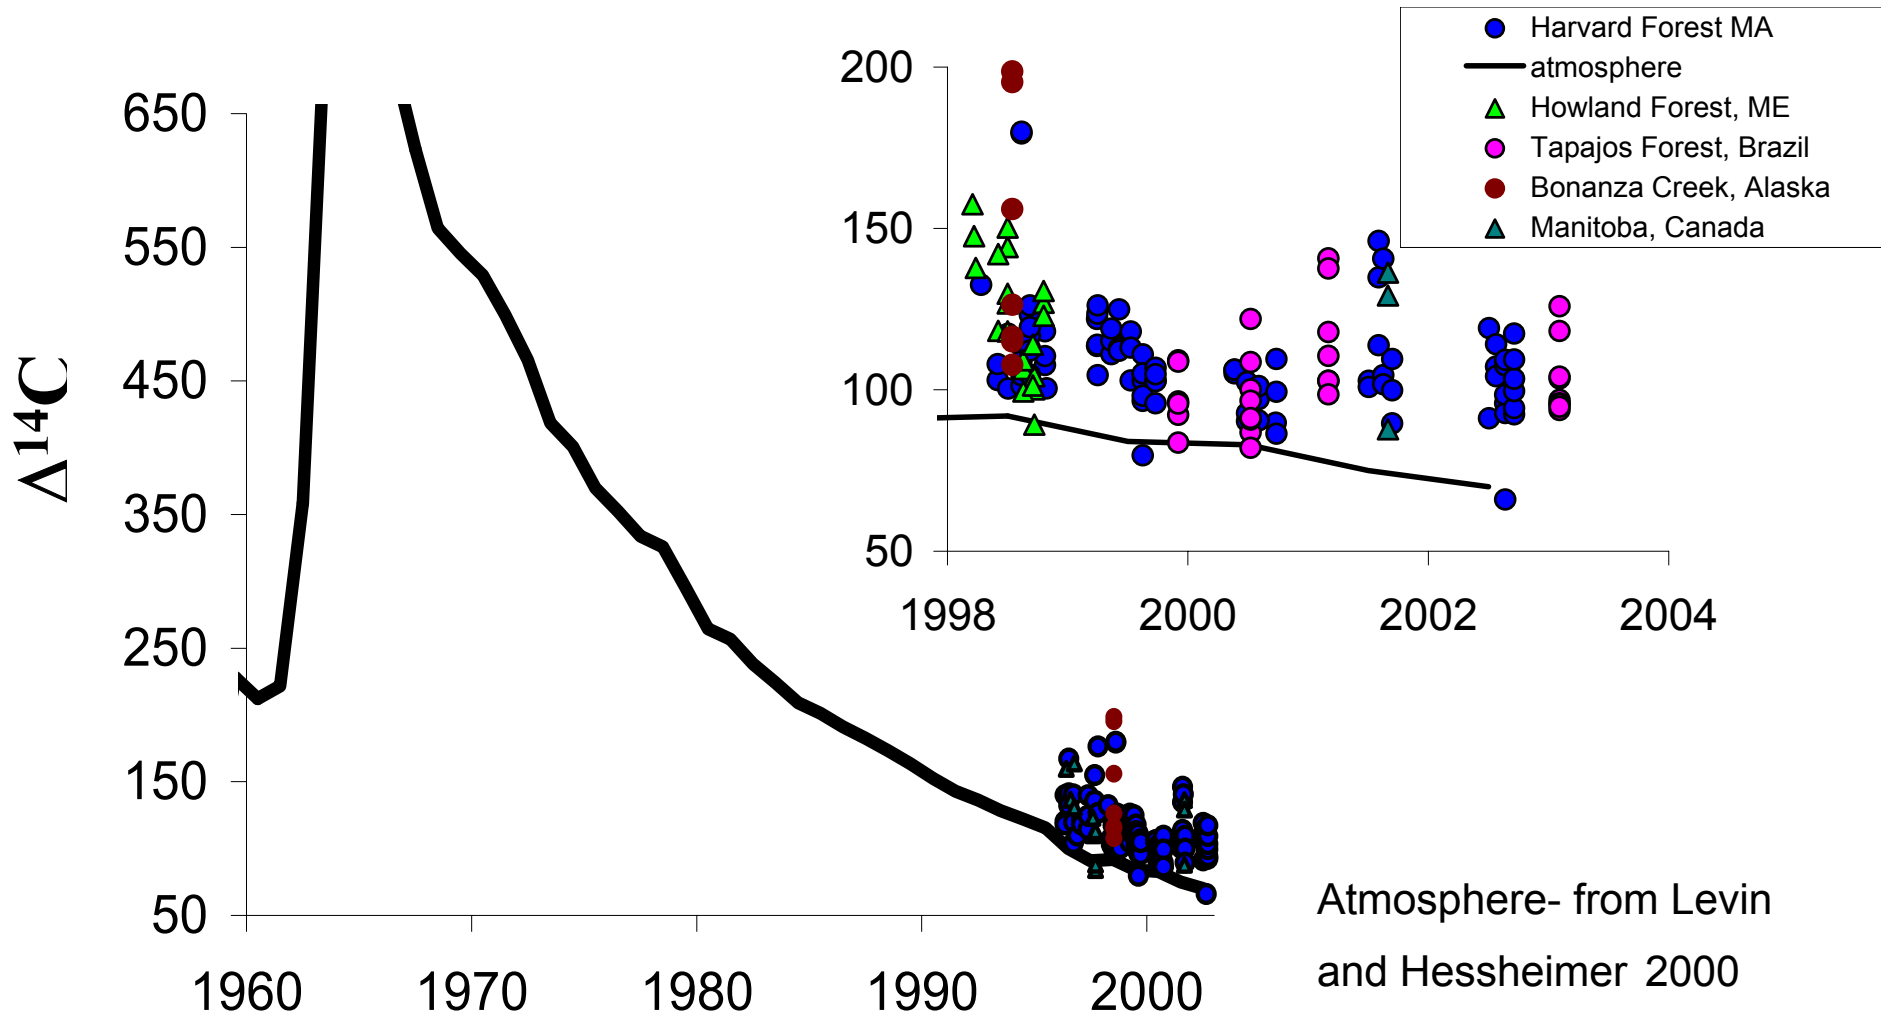 Harvard Forest MA
atmosphere
Howland Forest, ME
Tapajos Forest, Brazil
Bonanza Creek, Alaska
Manitoba, Canada
200
150
100
50
1998 2000 2002 2004
Δ¹⁴C
650
550
450
350
250
150
50
1960 1970 1980 1990 2000
Atmosphere- from Levin
and Hessheimer 2000